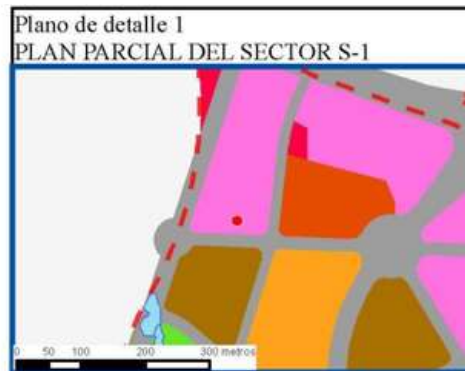 Plano de detalle 1
PLAN PARCIAL DEL SECTOR S-1
0 50 100 200 300 metros